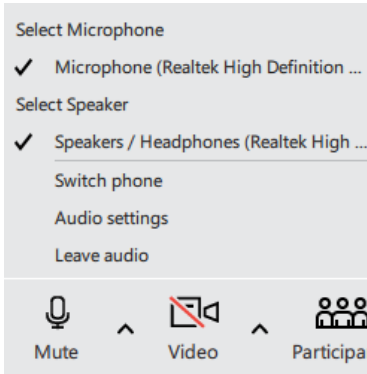 Select Microphone
✓ Microphone (Realtek High Definition ...
Select Speaker
✓ Speakers / Headphones (Realtek High ...
Switch phone
Audio settings
Leave audio
Mute Video Participa